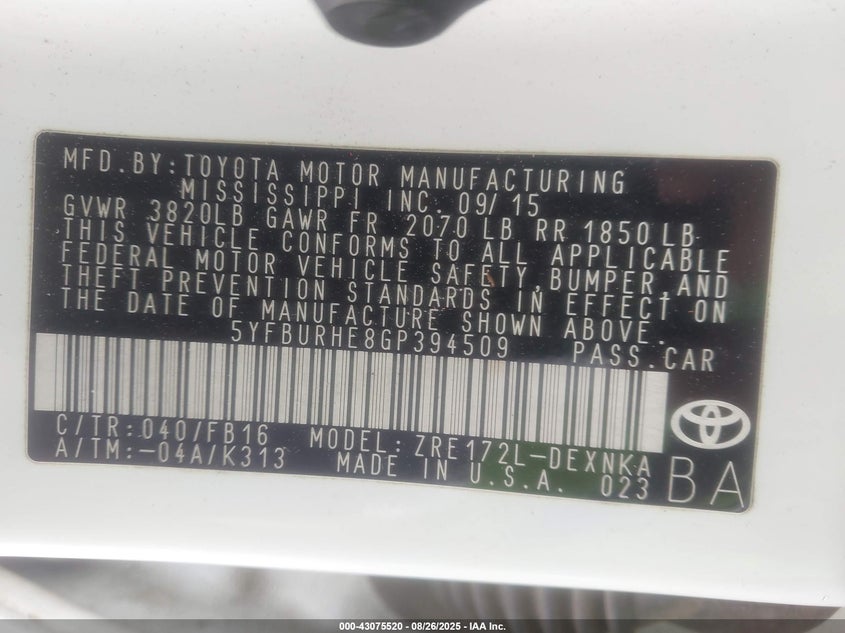 MFD.BY:TOYOTA MOTOR MANUFACTURING
MISSISSIPPI INC. 09/15
GVWR 3820LB GAWR FR 2070 LB RR 1850LB
THIS VEHICLE CONFORMS TO ALL APPLICABLE
FEDERAL MOTOR VEHICLE SAFETY,BUMPER,AND
THEFT PREVENTION STANDARDS IN EFFECT ON
THE DATE OF MANUFACTURE SHOWN ABOVE.
5YFBURHE8GP394509 PASS.CAR
C/TR:040/FB16 MODEL:ZRE172L-DEXNKA
A/TM:-04A/K313 MADE IN U.S.A. 023
BA
000-43075520 - 08/26/2025 - IAA Inc.